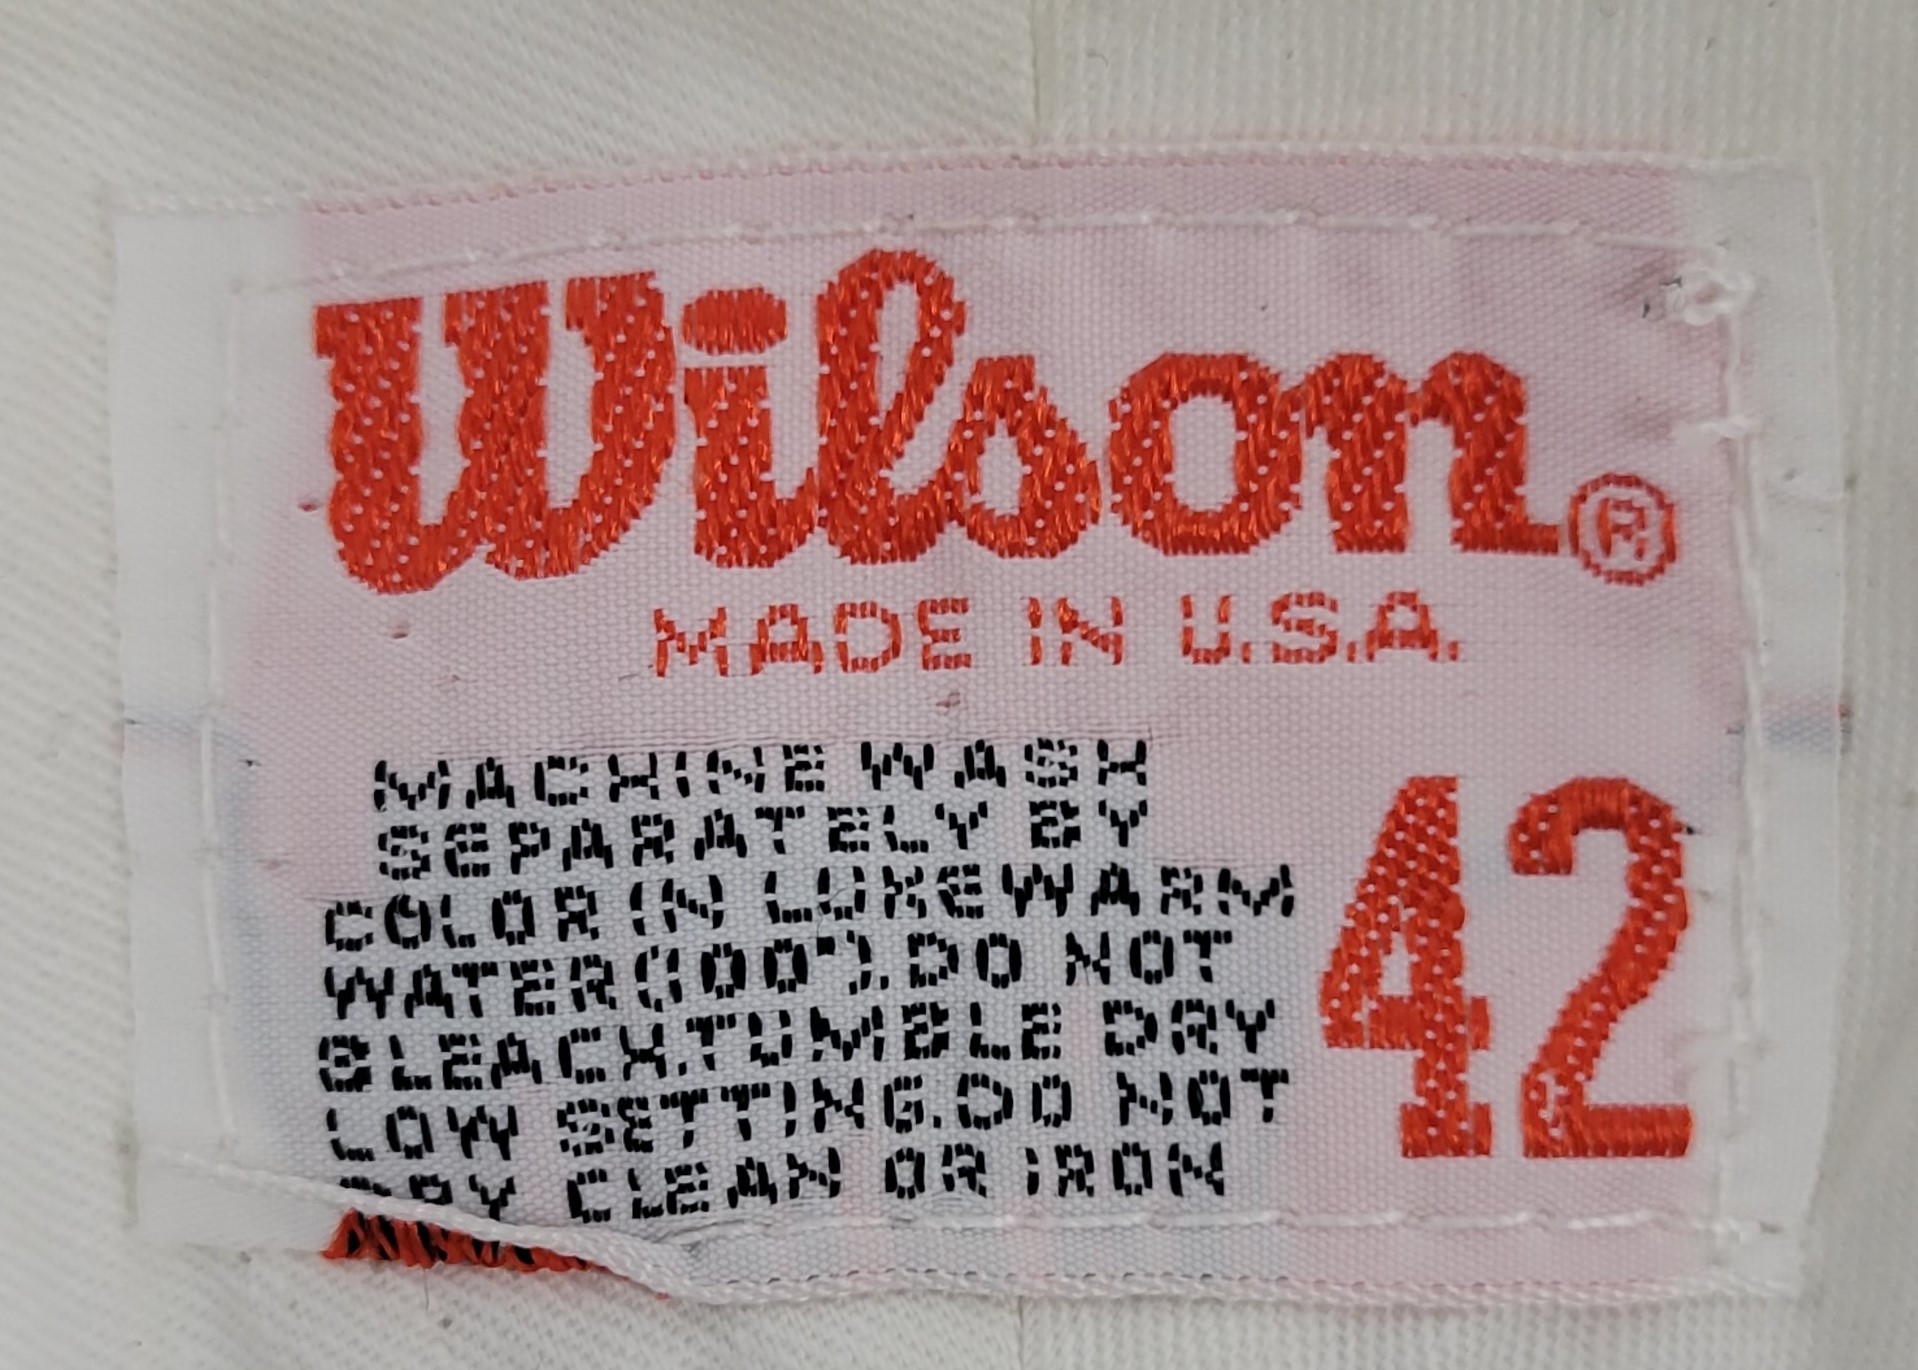 Wilson®
MADE IN U.S.A.
MACHINE WASH
SEPARATELY BY
COLOR IN LUKEWARM
WATER(100°).DO NOT
BLEACH.TUMBLE DRY
LOW SETTING.DO NOT
DRY CLEAN OR IRON
42